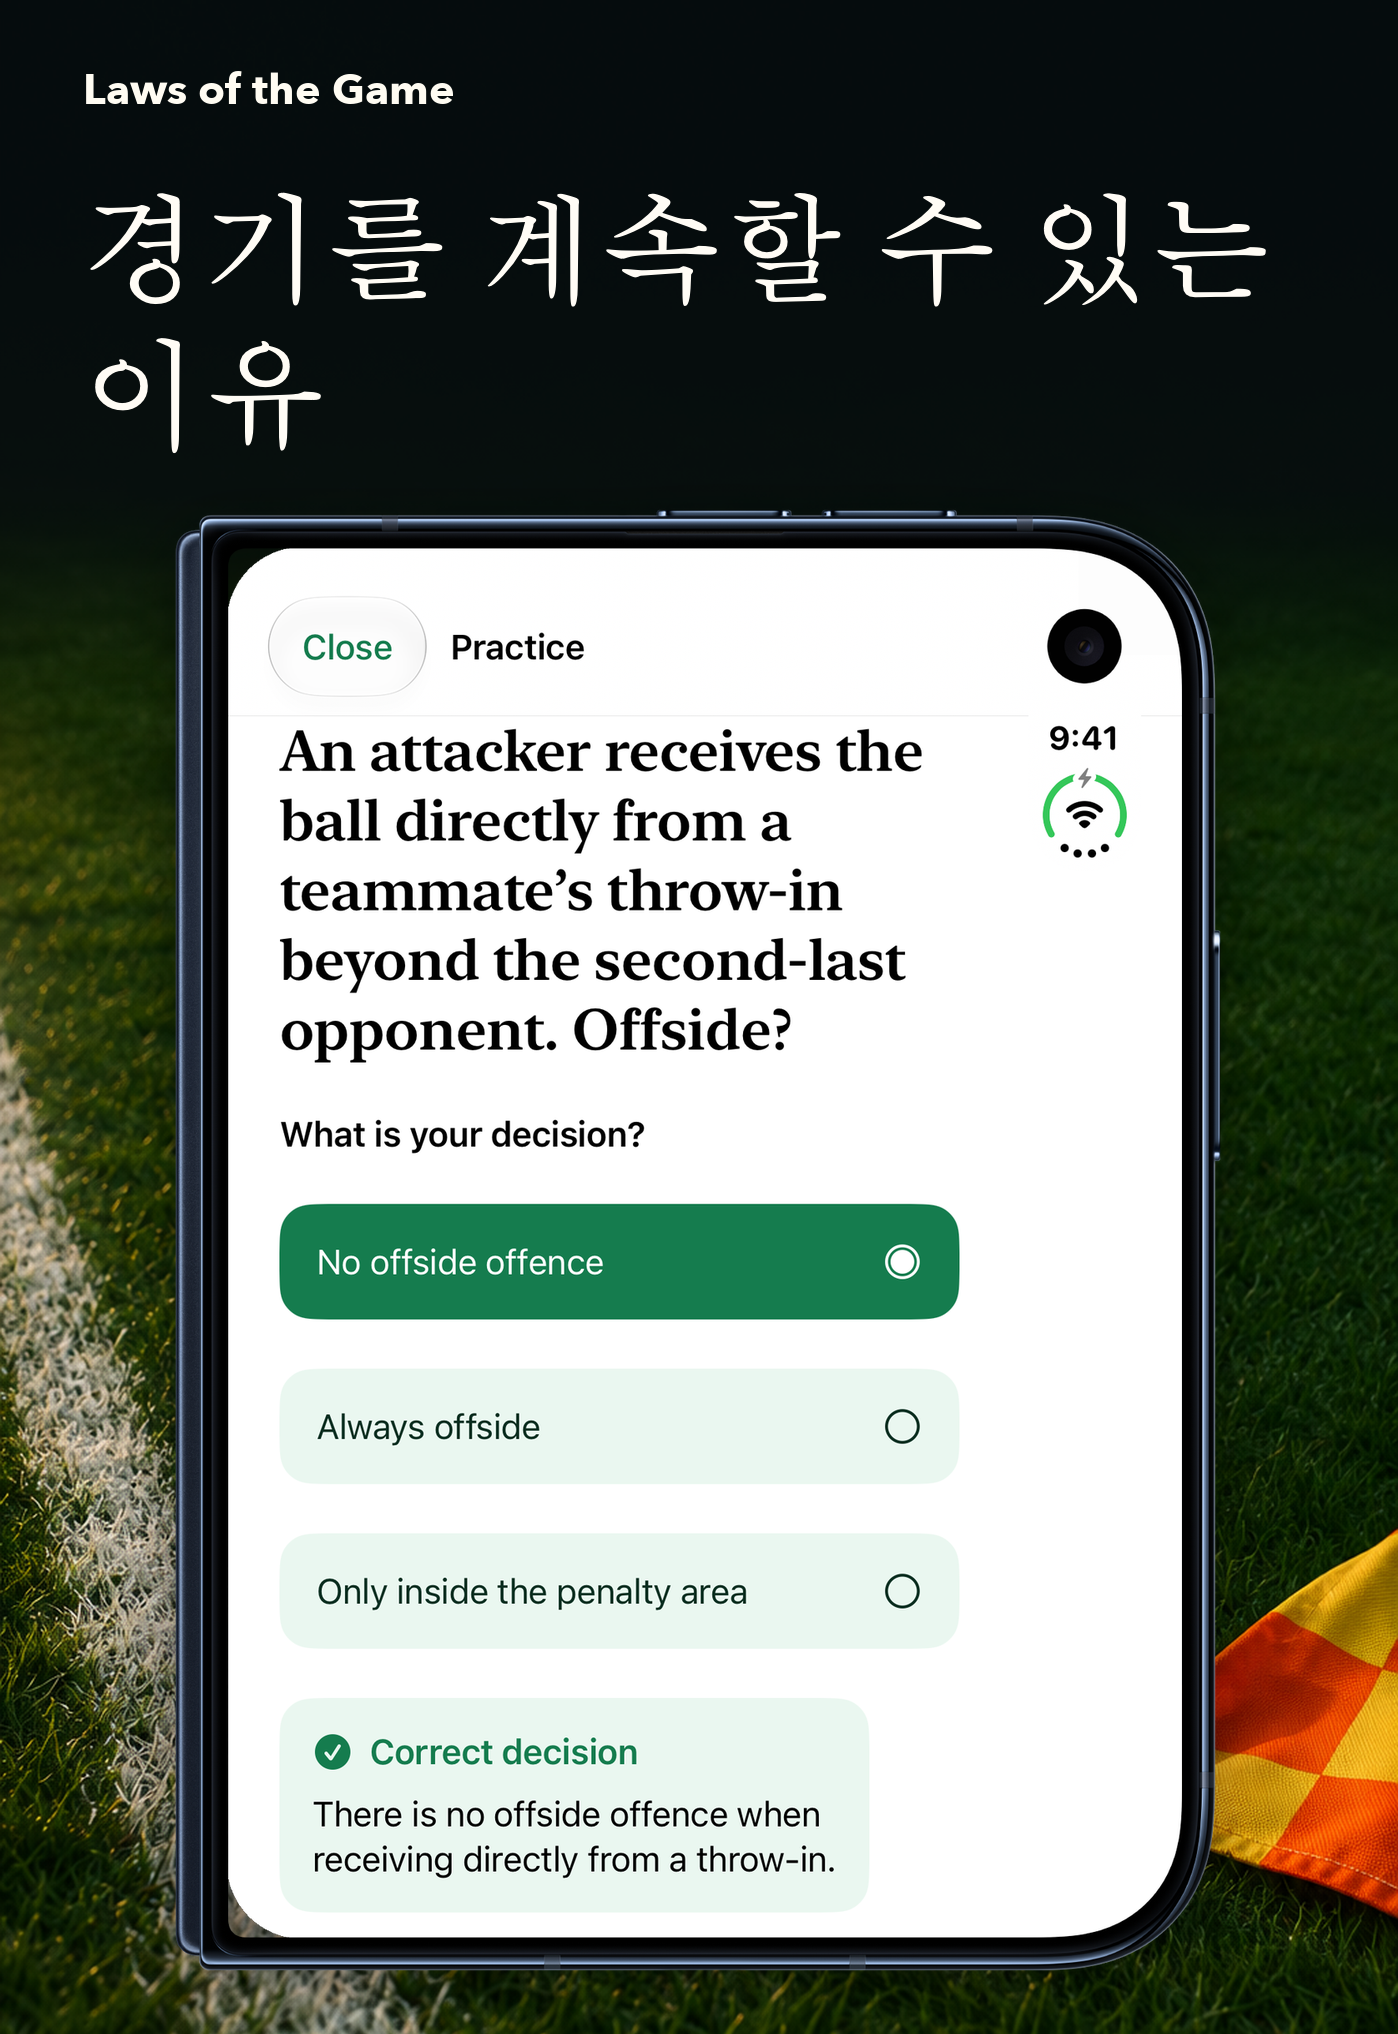 Laws of the Game
경기를 계속할 수 있는
이유
Close
Practice
9:41
An attacker receives the
ball directly from a
teammate’s throw-in
beyond the second-last
opponent. Offside?
What is your decision?
No offside offence
Always offside
Only inside the penalty area
Correct decision
There is no offside offence when
receiving directly from a throw-in.